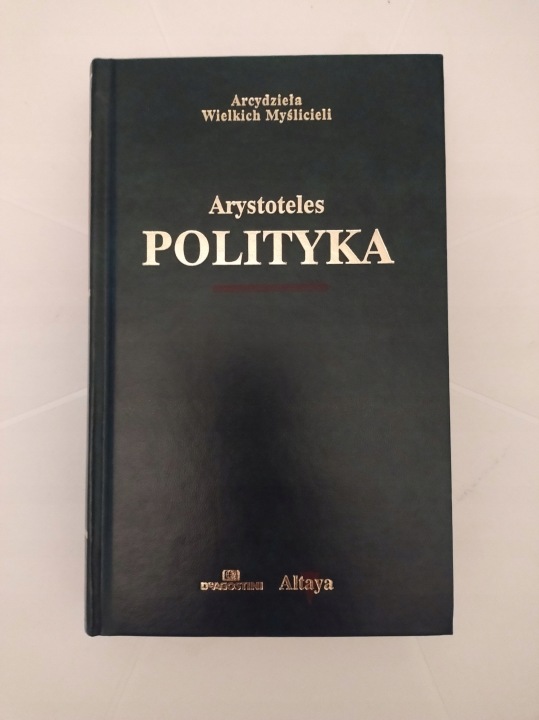 Arcydzieła
Wielkich Myślicieli
Arystoteles
POLITYKA
DeAGOSTINI Altaya